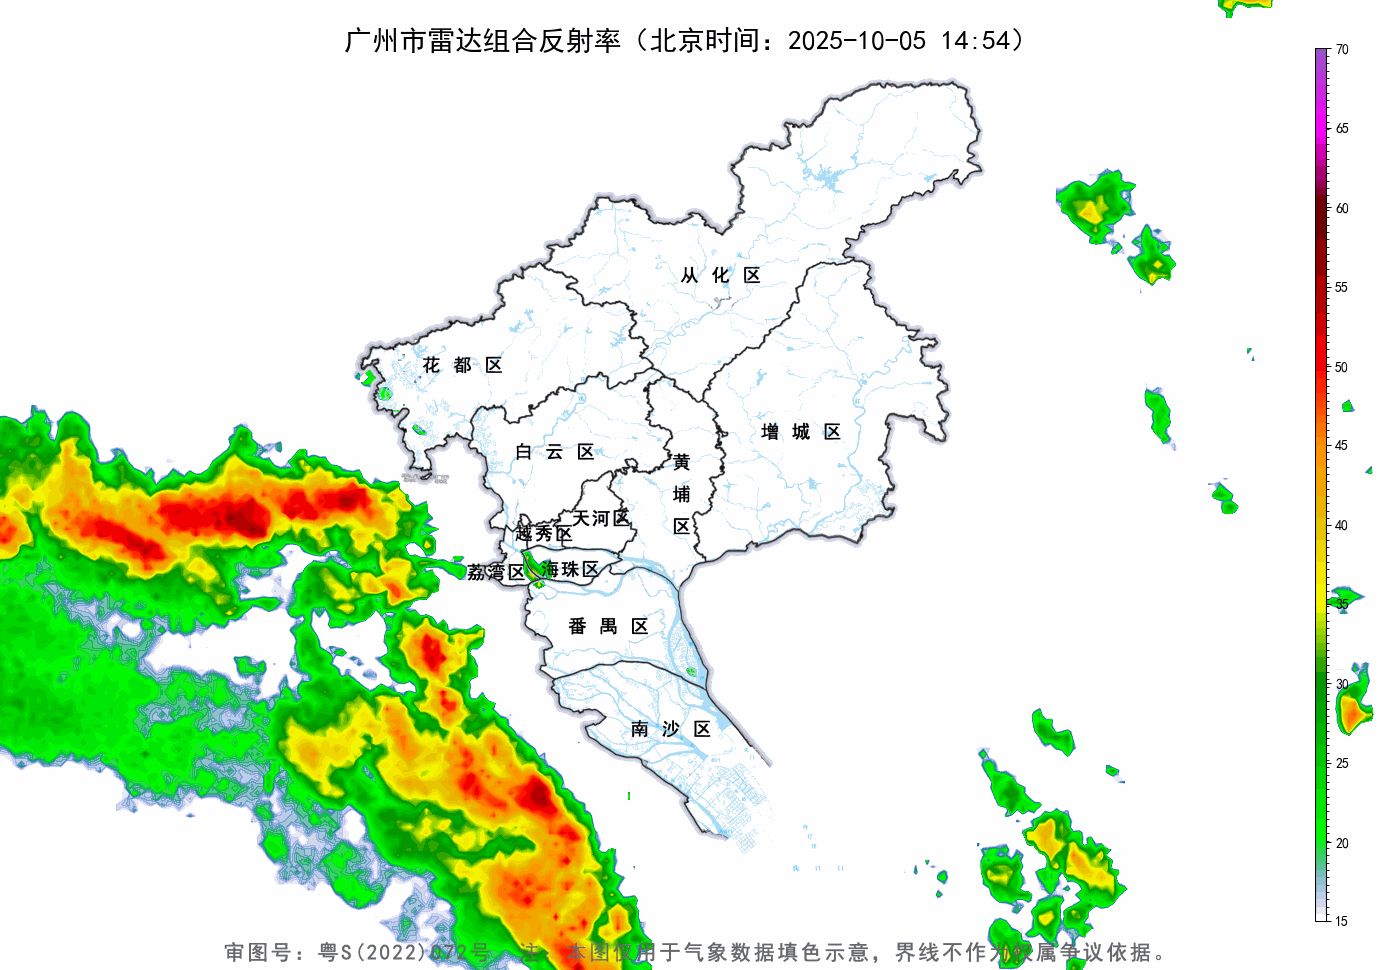 广州市雷达组合反射率（北京时间：2025-10-05 14:54）
70
65
60
55
50
45
40
35
30
25
20
15
从化区
花都区
增城区
白云区
黄埔区
天河区
越秀区
荔湾区
海珠区
番禺区
南沙区
审图号：粤S(2022)072号 注：本图仅用于气象数据填色示意，界线不作为权属争议依据。